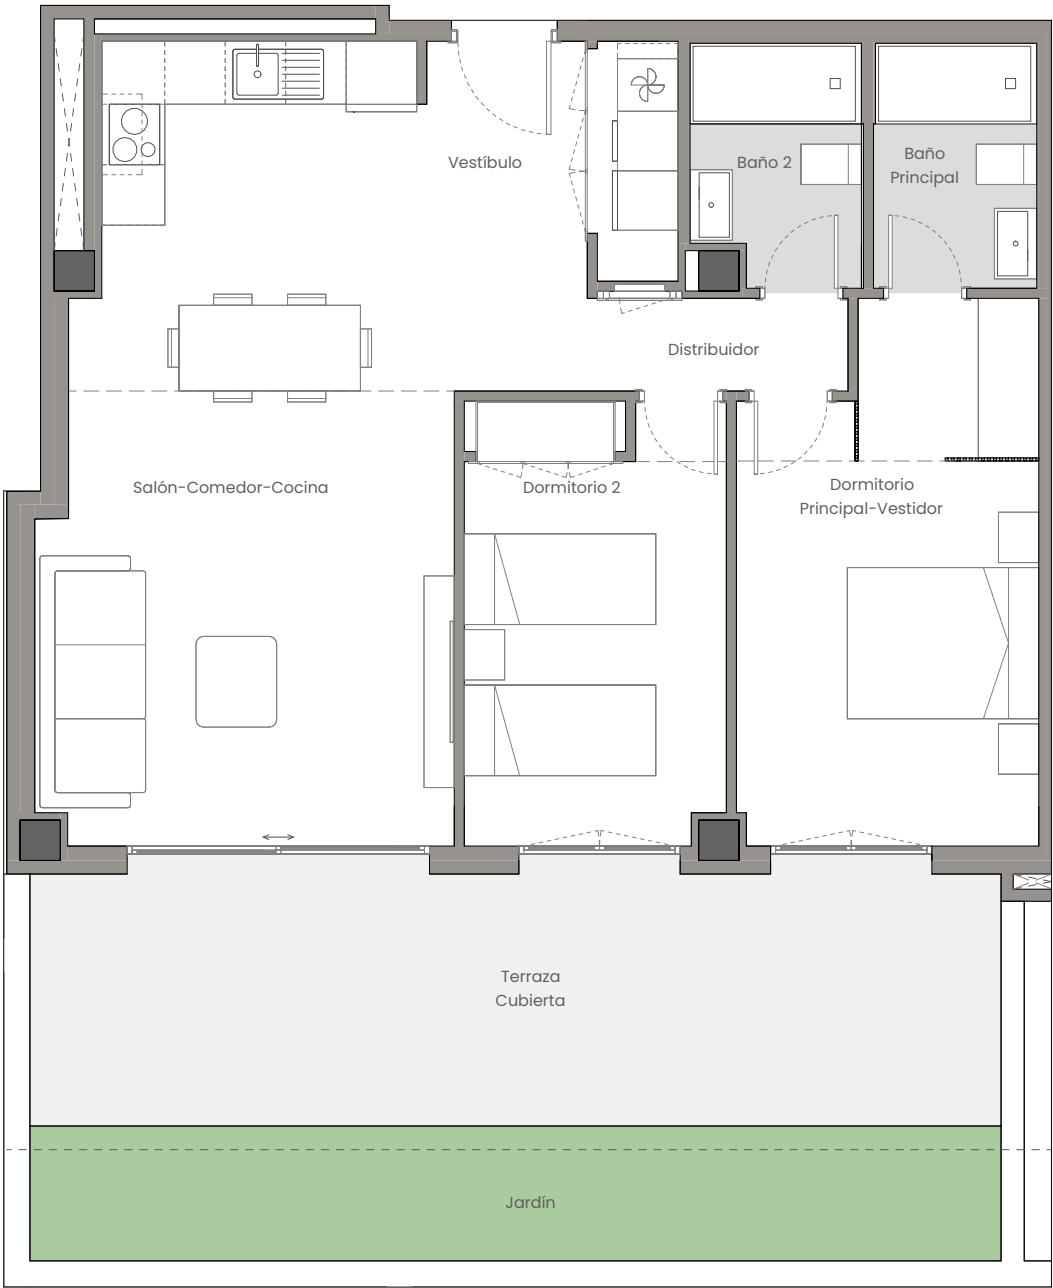 Vestíbulo
Baño 2
Baño
Principal
Distribuidor
Salón-Comedor-Cocina
Dormitorio 2
Dormitorio
Principal-Vestidor
Terraza
Cubierta
Jardín